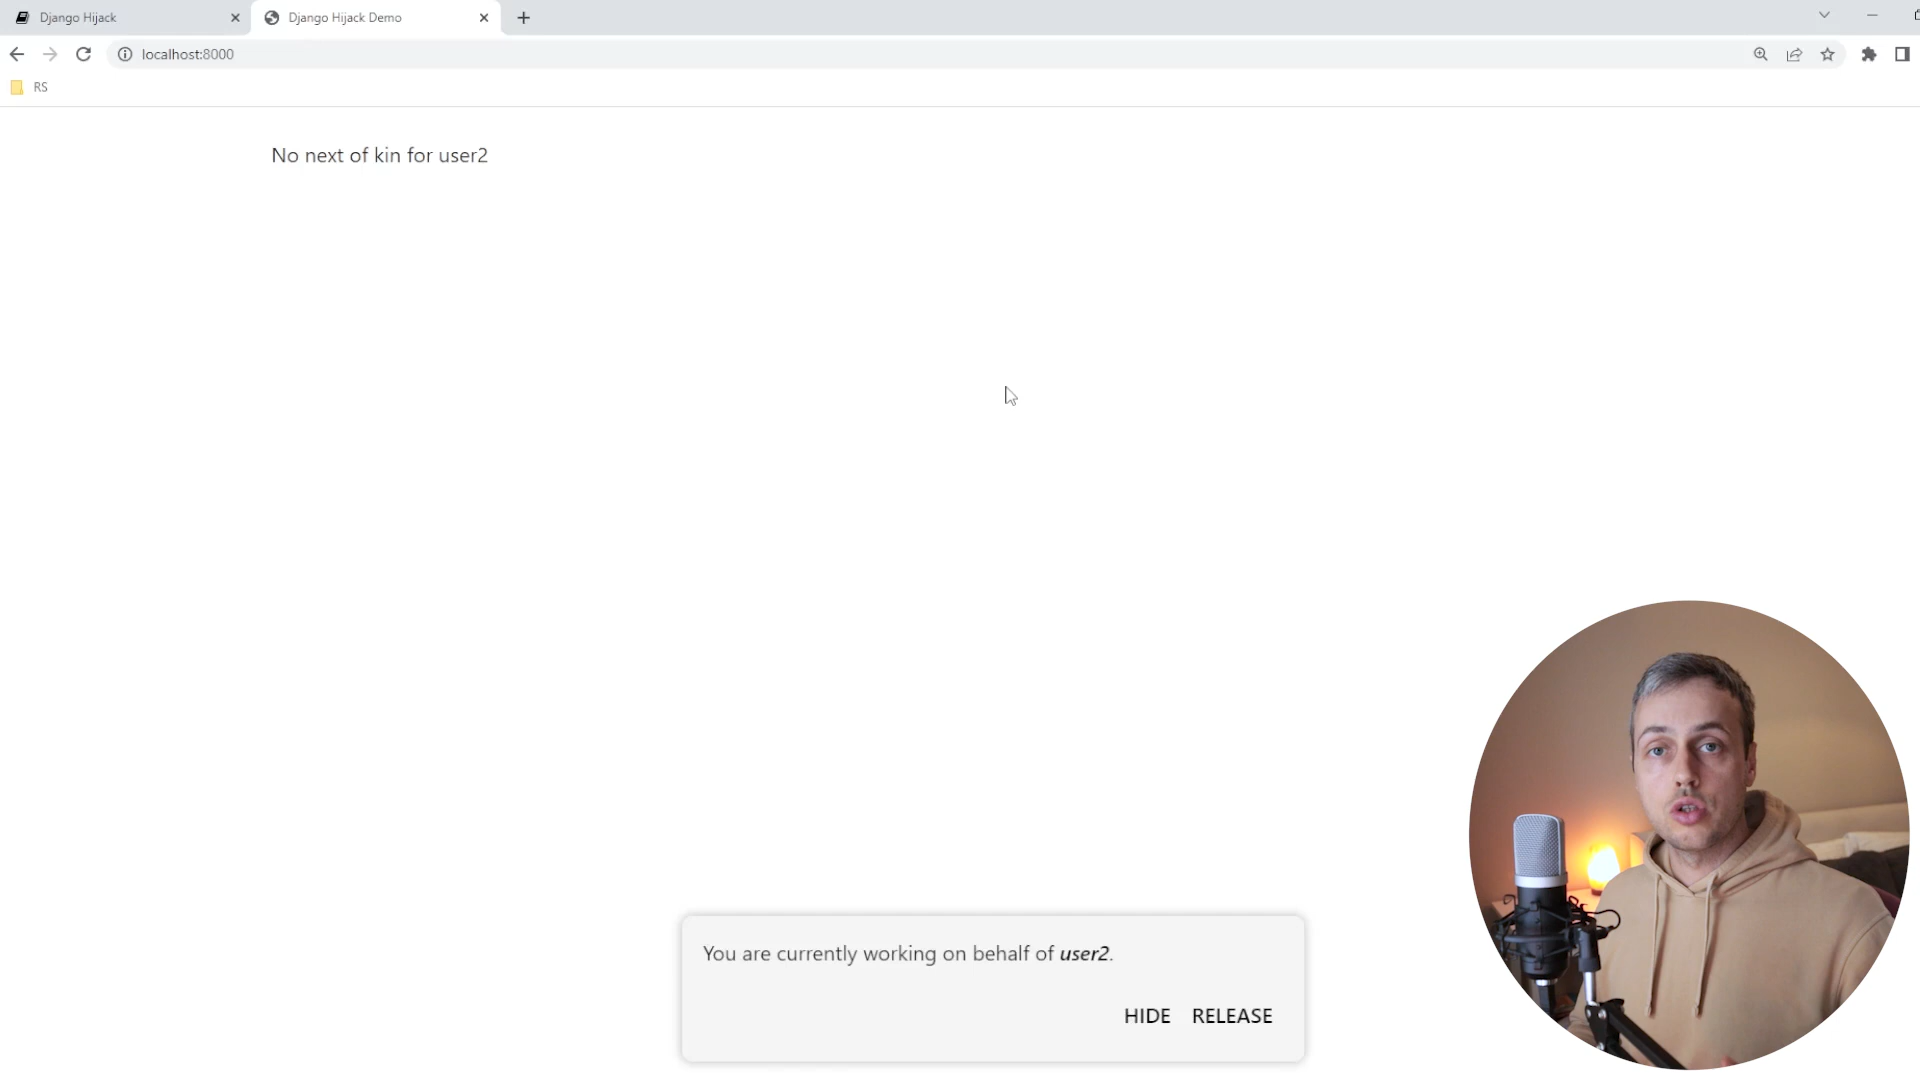 Django Hijack
Django Hijack Demo
localhost:8000
RS
No next of kin for user2
You are currently working on behalf of user2.
HIDE RELEASE